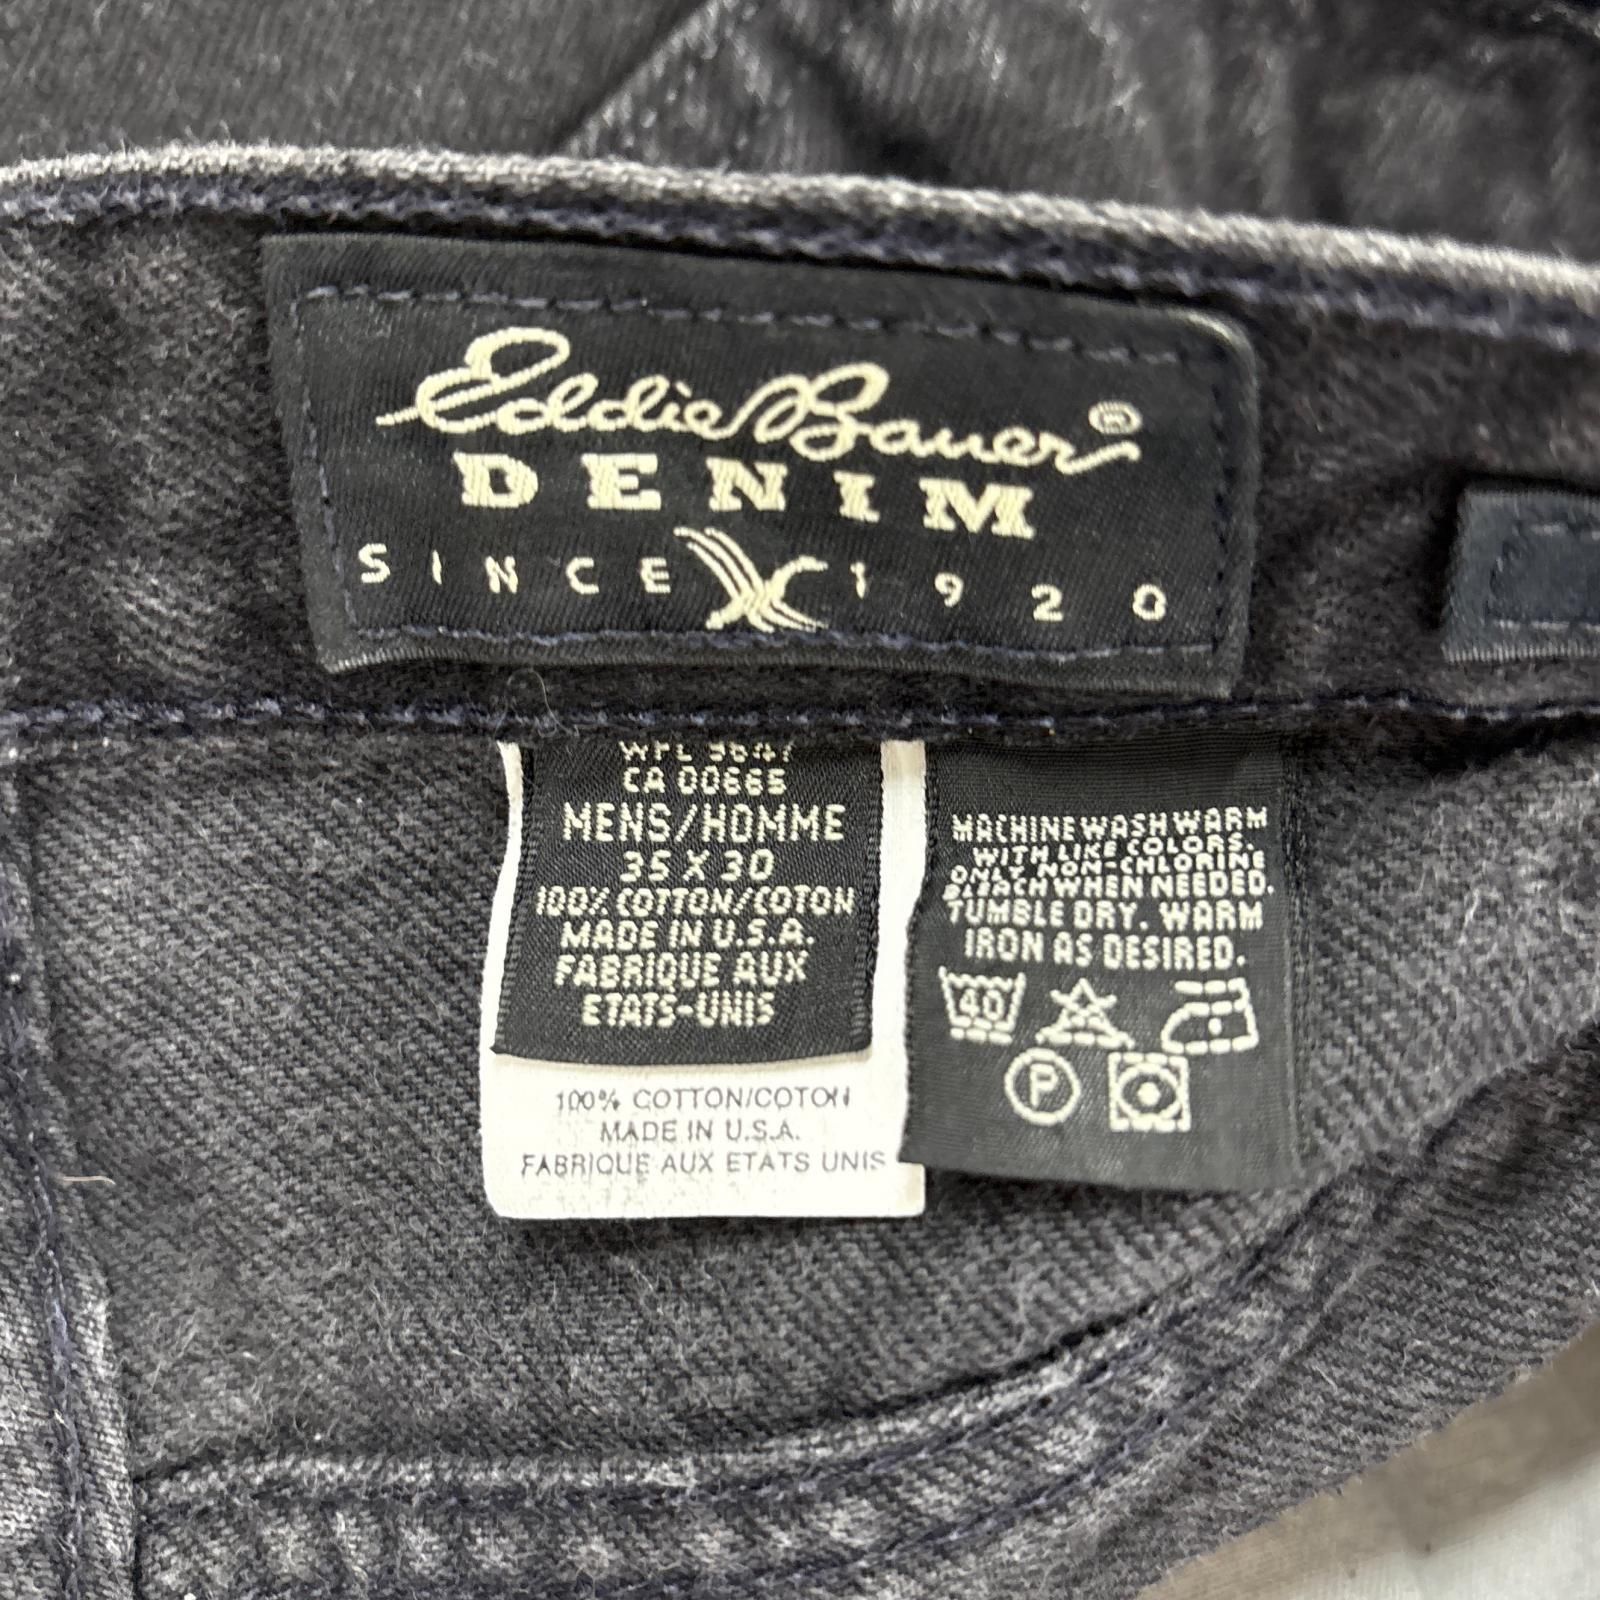 Eddie Bauer®
DENIM
SINCE 1920
CA 00665
MENS/HOMME
35 X 30
100% COTTON/COTON
MADE IN U.S.A.
FABRIQUE AUX
ETATS-UNIS
100% COTTON/COTON
MADE IN U.S.A.
FABRIQUE AUX ETATS UNIS
MACHINE WASH WARM
WITH LIKE COLORS.
ONLY NON-CHLORINE
BLEACH WHEN NEEDED.
TUMBLE DRY. WARM
IRON AS DESIRED.
40
P